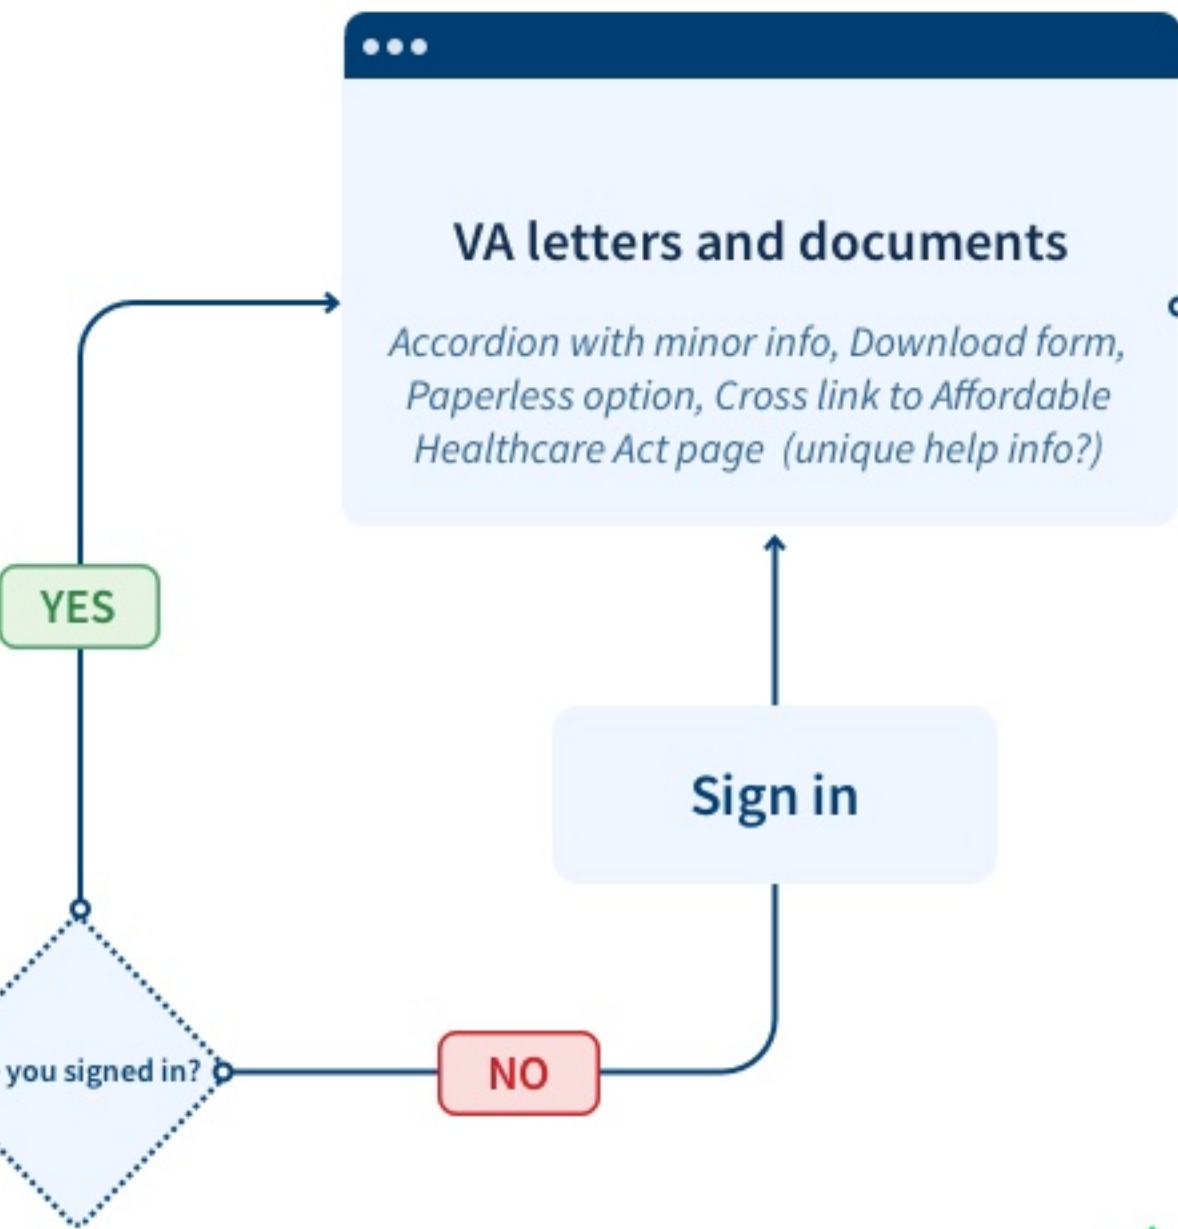 VA letters and documents
Accordion with minor info, Download form,
Paperless option, Cross link to Affordable
Healthcare Act page (unique help info?)
YES
Sign in
you signed in?
NO